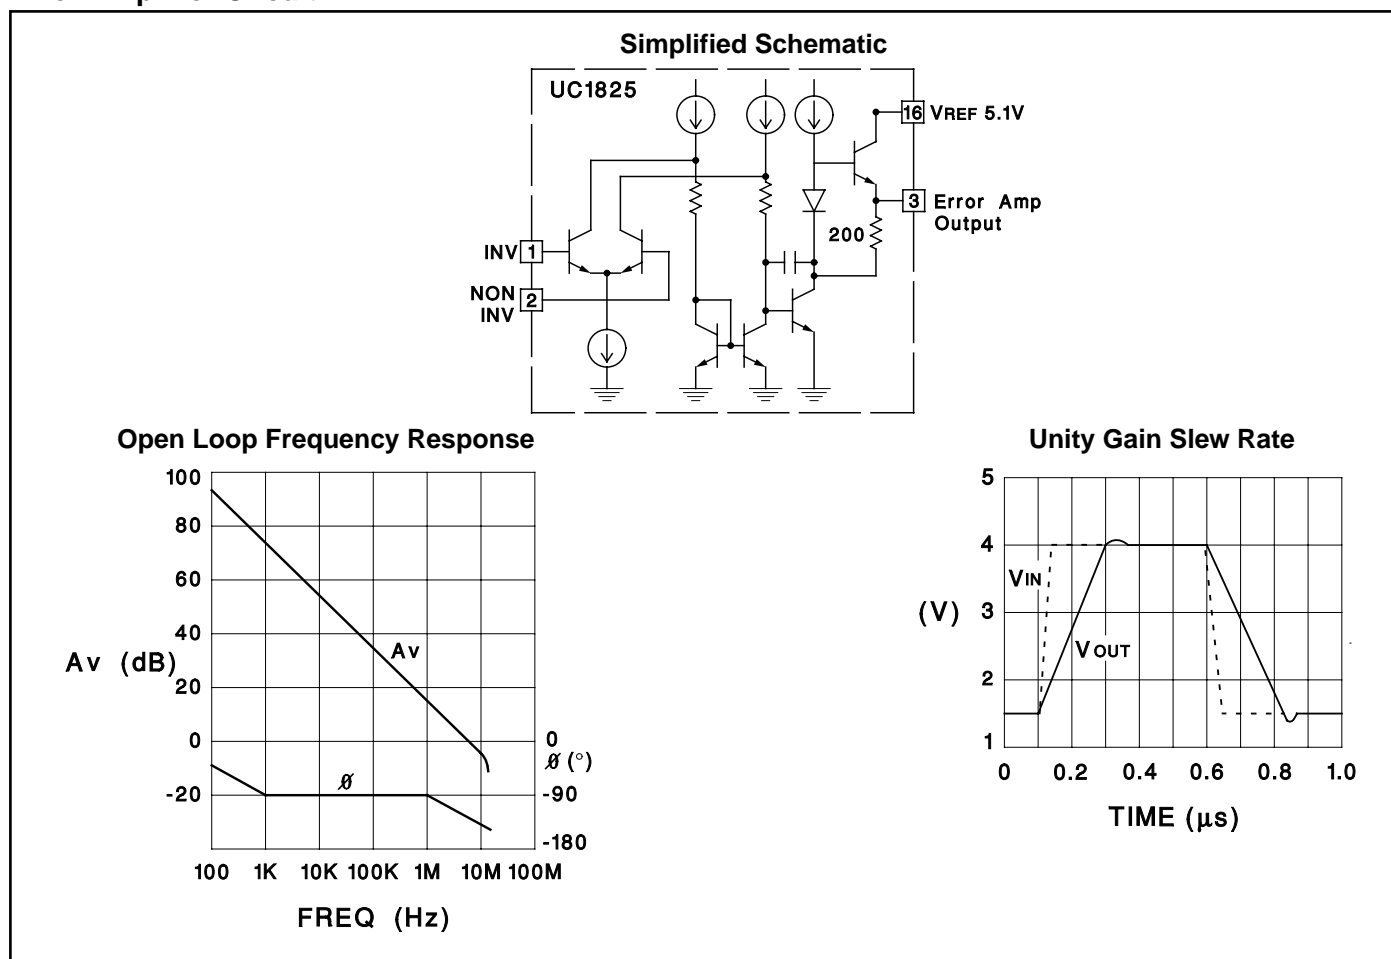 Simplified Schematic
UC1825
16 VREF 5.1V
3 Error Amp
Output
200
INV 1
NON
INV 2
Open Loop Frequency Response
100
80
60
40
Av (dB)
20
0
-20
Av
ø
0
ø (°)
-90
-180
100 1K 10K 100K 1M 10M 100M
FREQ (Hz)
Unity Gain Slew Rate
5
4
3
2
1
(V)
VIN
VOUT
0 0.2 0.4 0.6 0.8 1.0
TIME (µs)